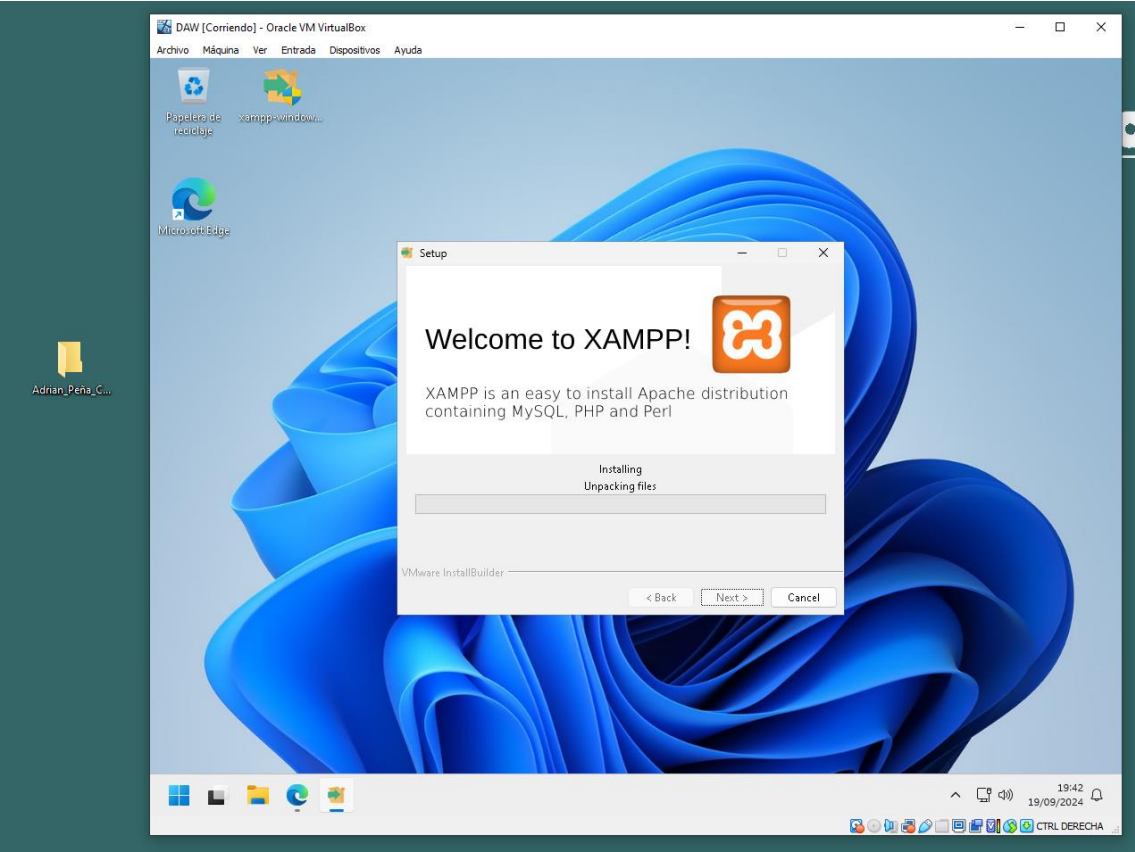 DAW [Corriendo] - Oracle VM VirtualBox
Archivo Máquina Ver Entrada Dispositivos Ayuda
Papelera de
reciclaje
xampp-window...
Microsoft Edge
Adrian_Peña_C...
Setup
Welcome to XAMPP!
XAMPP is an easy to install Apache distribution
containing MySQL, PHP and Perl
Installing
Unpacking files
VMware InstallBuilder
< Back Next > Cancel
19:42
19/09/2024
CTRL DERECHA